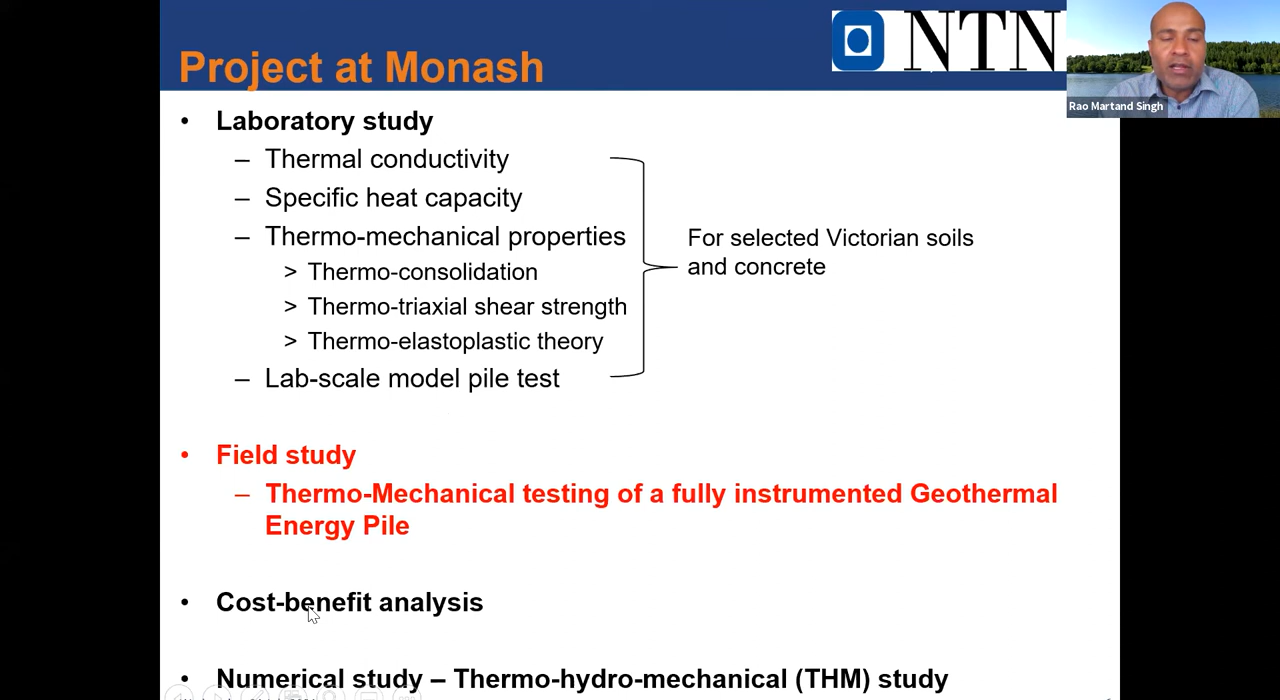 Project at Monash
NTN
Rao Martand Singh
• Laboratory study
– Thermal conductivity
– Specific heat capacity
– Thermo-mechanical properties
> Thermo-consolidation
> Thermo-triaxial shear strength
> Thermo-elastoplastic theory
– Lab-scale model pile test
For selected Victorian soils
and concrete
• Field study
– Thermo-Mechanical testing of a fully instrumented Geothermal
Energy Pile
• Cost-benefit analysis
• Numerical study – Thermo-hydro-mechanical (THM) study